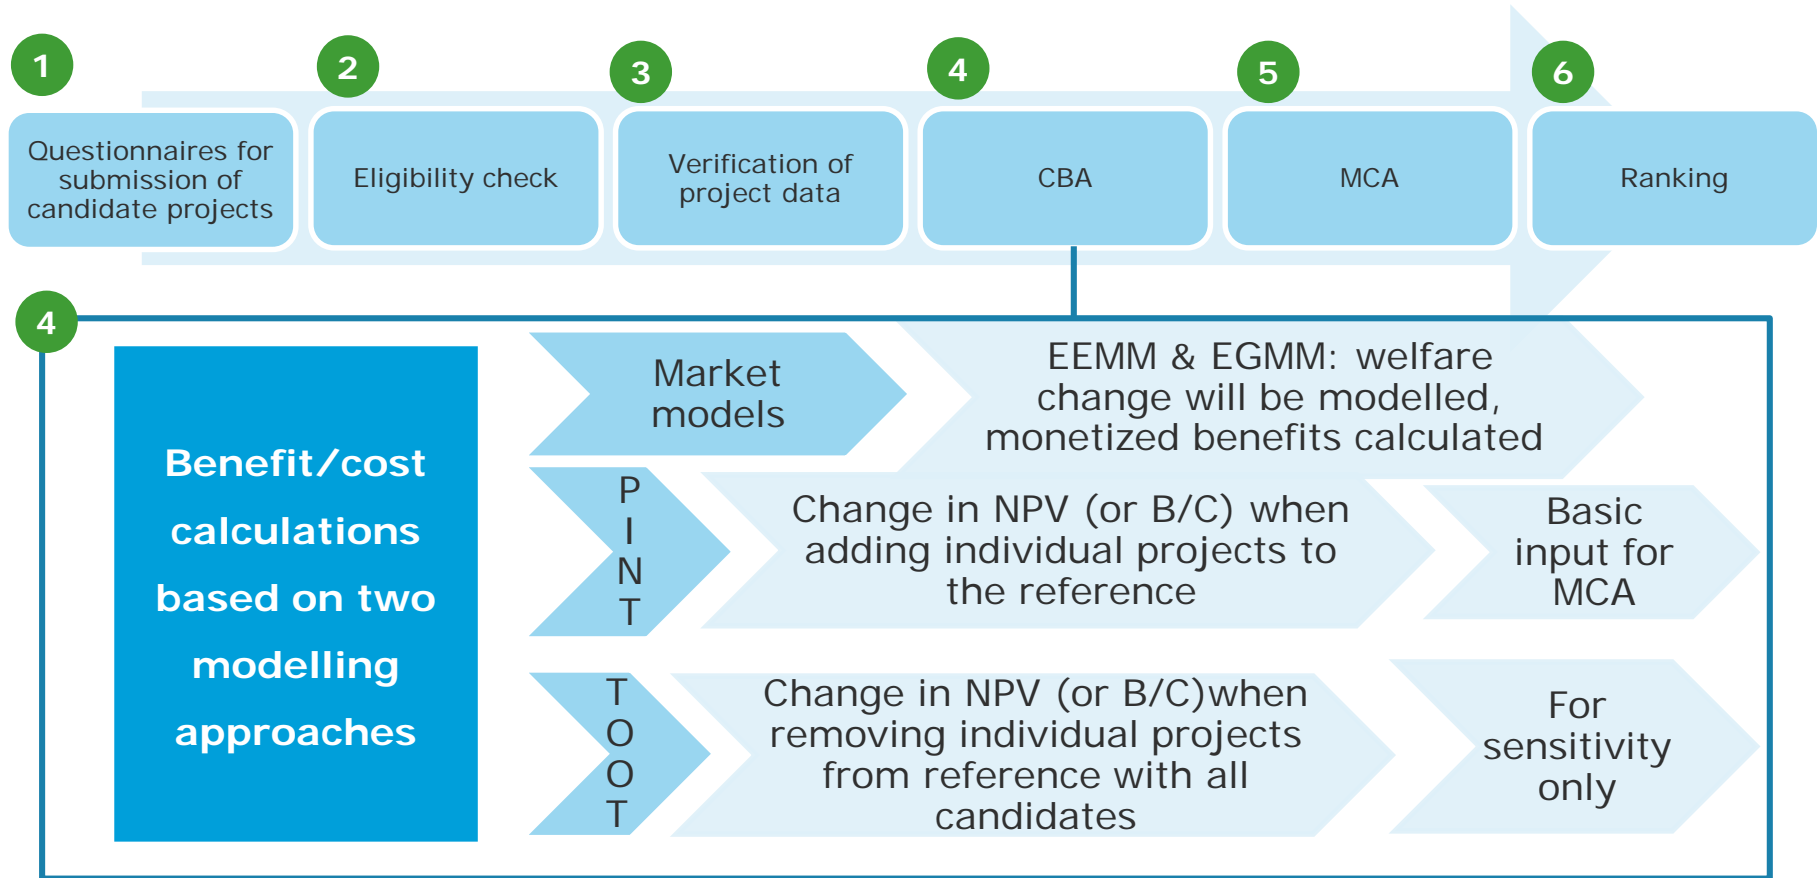 1
2
3
4
5
6
Questionnaires for
submission of
candidate projects
Eligibility check
Verification of
project data
CBA
MCA
Ranking
4
Benefit/cost
calculations
based on two
modelling
approaches
Market
models
EEMM & EGMM: welfare
change will be modelled,
monetized benefits calculated
P
I
N
T
Change in NPV (or B/C) when
adding individual projects to
the reference
Basic
input for
MCA
T
O
O
T
Change in NPV (or B/C)when
removing individual projects
from reference with all
candidates
For
sensitivity
only